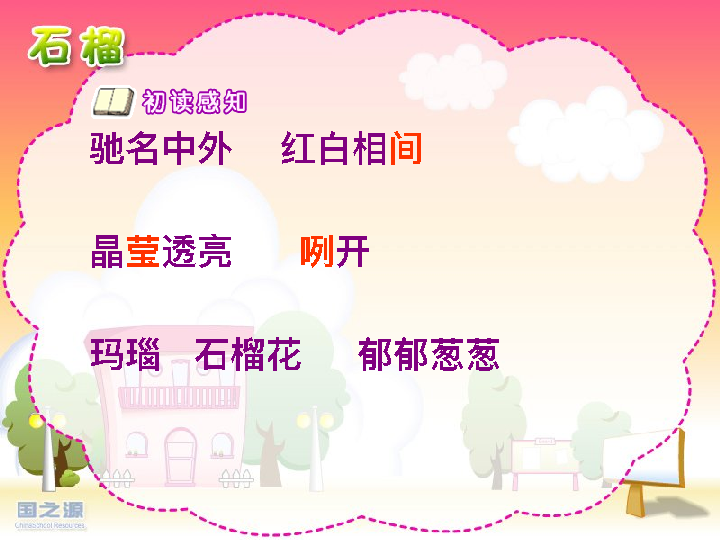 石榴
初读感知
驰名中外 红白相间
晶莹透亮 咧开
玛瑙 石榴花 郁郁葱葱
国之源